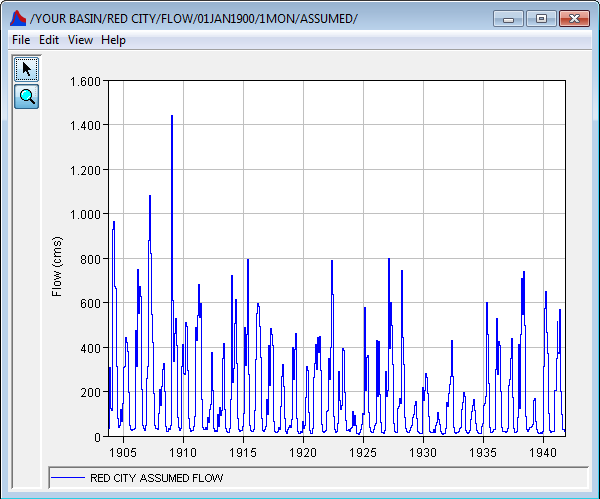 /YOUR BASIN/RED CITY/FLOW/01JAN1900/1MON/ASSUMED/
File Edit View Help
1.600
1.400
1.200
1.000
800
600
400
200
0
Flow (cms)
1905 1910 1915 1920 1925 1930 1935 1940
RED CITY ASSUMED FLOW